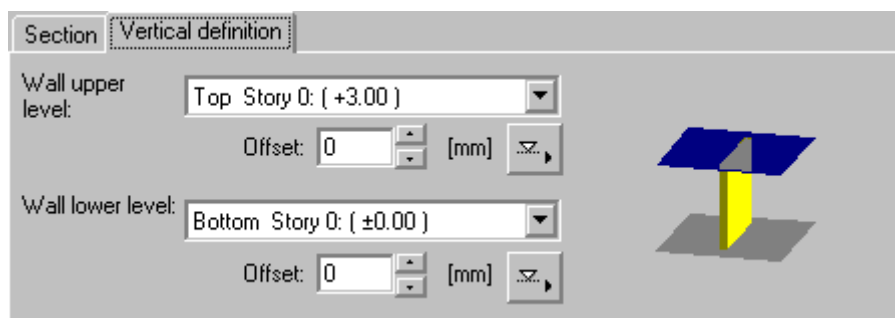 Section Vertical definition
Wall upper
level:
Top Story 0: ( +3.00 )
Offset: 0 [mm]
Wall lower level:
Bottom Story 0: ( ±0.00 )
Offset: 0 [mm]